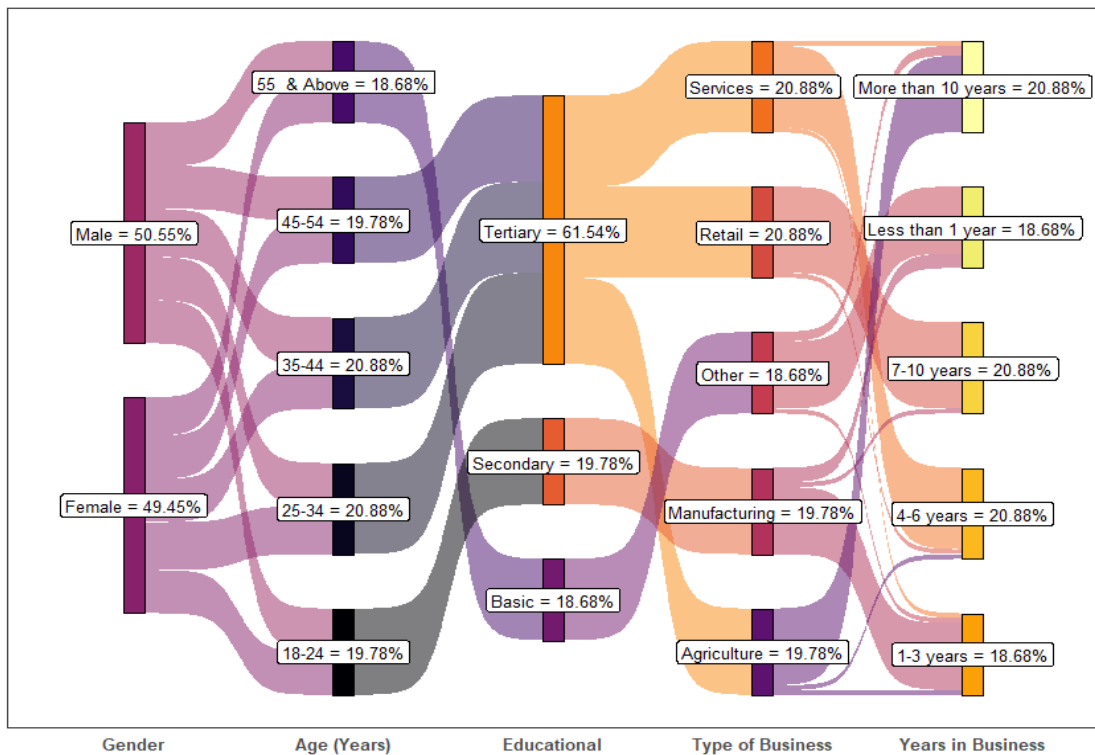 Male = 50.55%
Female = 49.45%
55  & Above = 18.68%
45-54 = 19.78%
35-44 = 20.88%
25-34 = 20.88%
18-24 = 19.78%
Tertiary = 61.54%
Secondary = 19.78%
Basic = 18.68%
Services = 20.88%
Retail = 20.88%
Other = 18.68%
Manufacturing = 19.78%
Agriculture = 19.78%
More than 10 years = 20.88%
Less than 1 year = 18.68%
7-10 years = 20.88%
4-6 years = 20.88%
1-3 years = 18.68%
Gender Age (Years) Educational Type of Business Years in Business